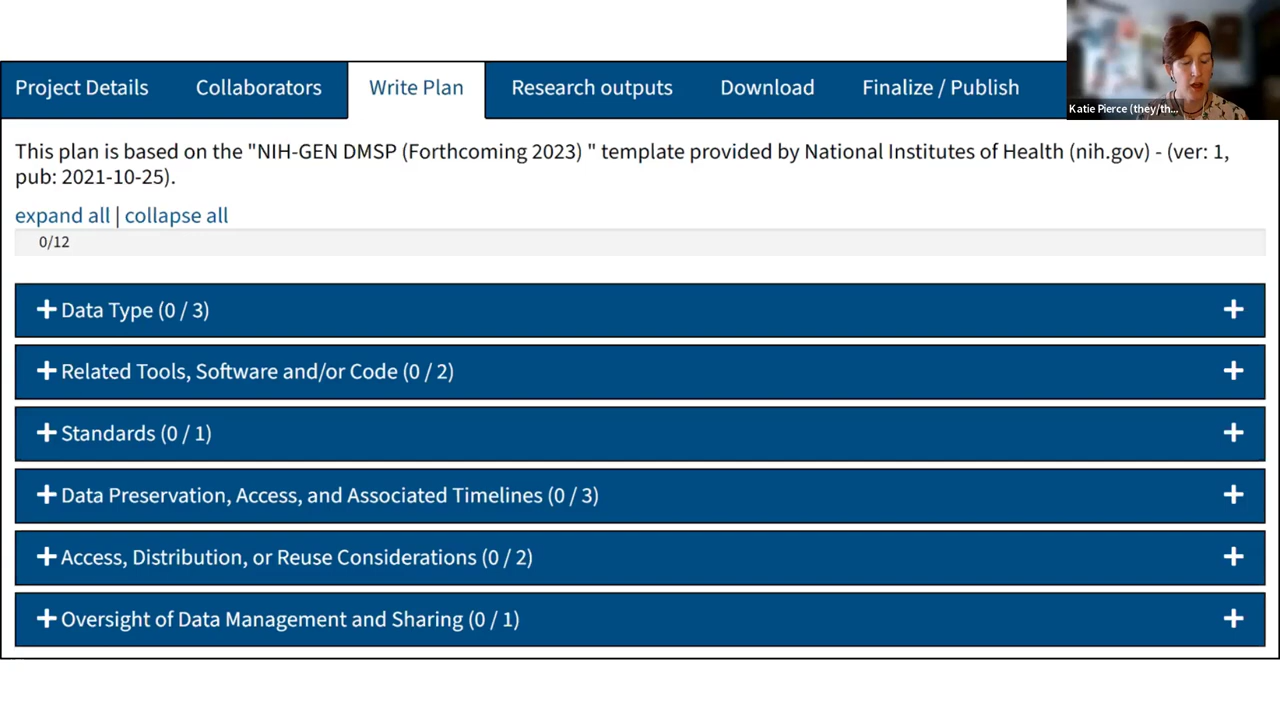 Project Details Collaborators Write Plan Research outputs Download Finalize / Publish
Katie Pierce (they/th...
This plan is based on the "NIH-GEN DMSP (Forthcoming 2023) " template provided by National Institutes of Health (nih.gov) - (ver: 1,
pub: 2021-10-25).
expand all | collapse all
0/12
Data Type (0 / 3)
Related Tools, Software and/or Code (0 / 2)
Standards (0 / 1)
Data Preservation, Access, and Associated Timelines (0 / 3)
Access, Distribution, or Reuse Considerations (0 / 2)
Oversight of Data Management and Sharing (0 / 1)